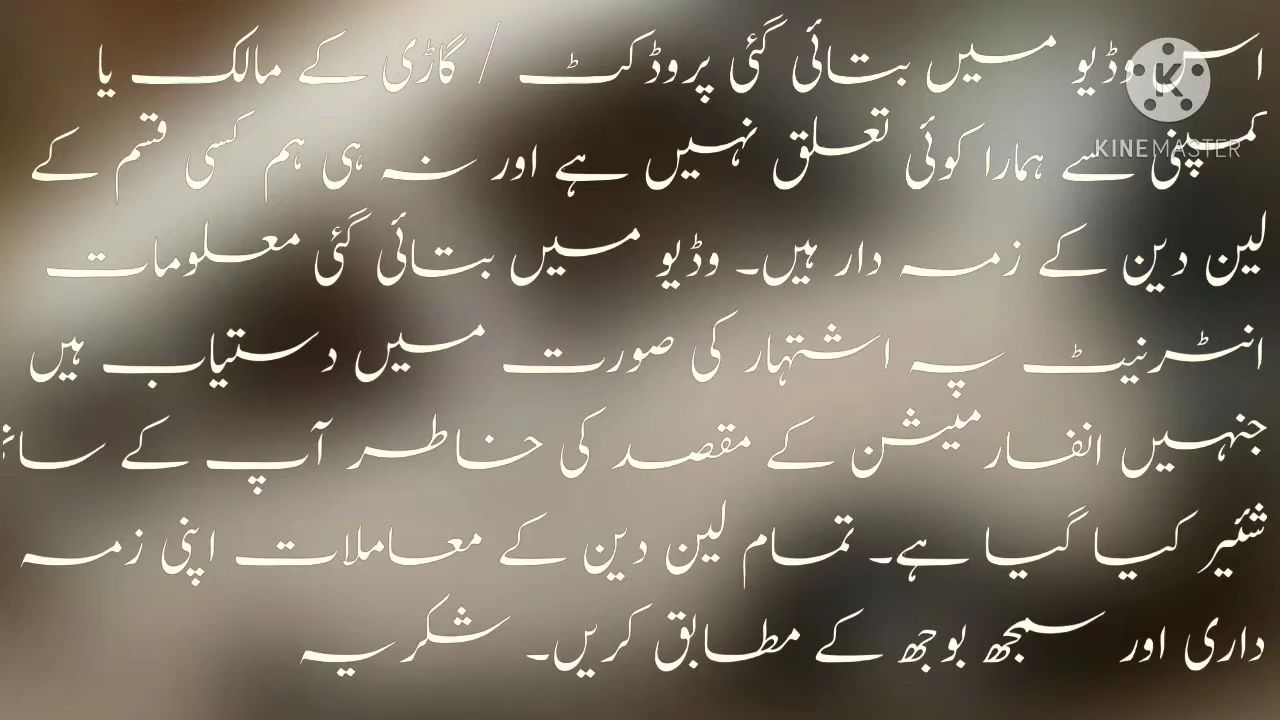 اس وڈیو میں بتائی گئی پروڈکٹ / گاڑی کے مالک یا
کمپنی سے ہمارا کوئی تعلق نہیں ہے اور نہ ہی ہم کسی قسم کے
لین دین کے زمہ دار ہیں۔ وڈیو میں بتائی گئی معلومات
انٹرنیٹ پہ اشتہار کی صورت میں دستیاب ہیں
جنہیں انفارمیشن کے مقصد کی خاطر آپ کے
شئیر کیا گیا ہے۔ تمام لین دین کے معاملات اپنی زمہ
داری اور سمجھ بوجھ کے مطابق کریں۔ شکریہ
K
KINEMASTER